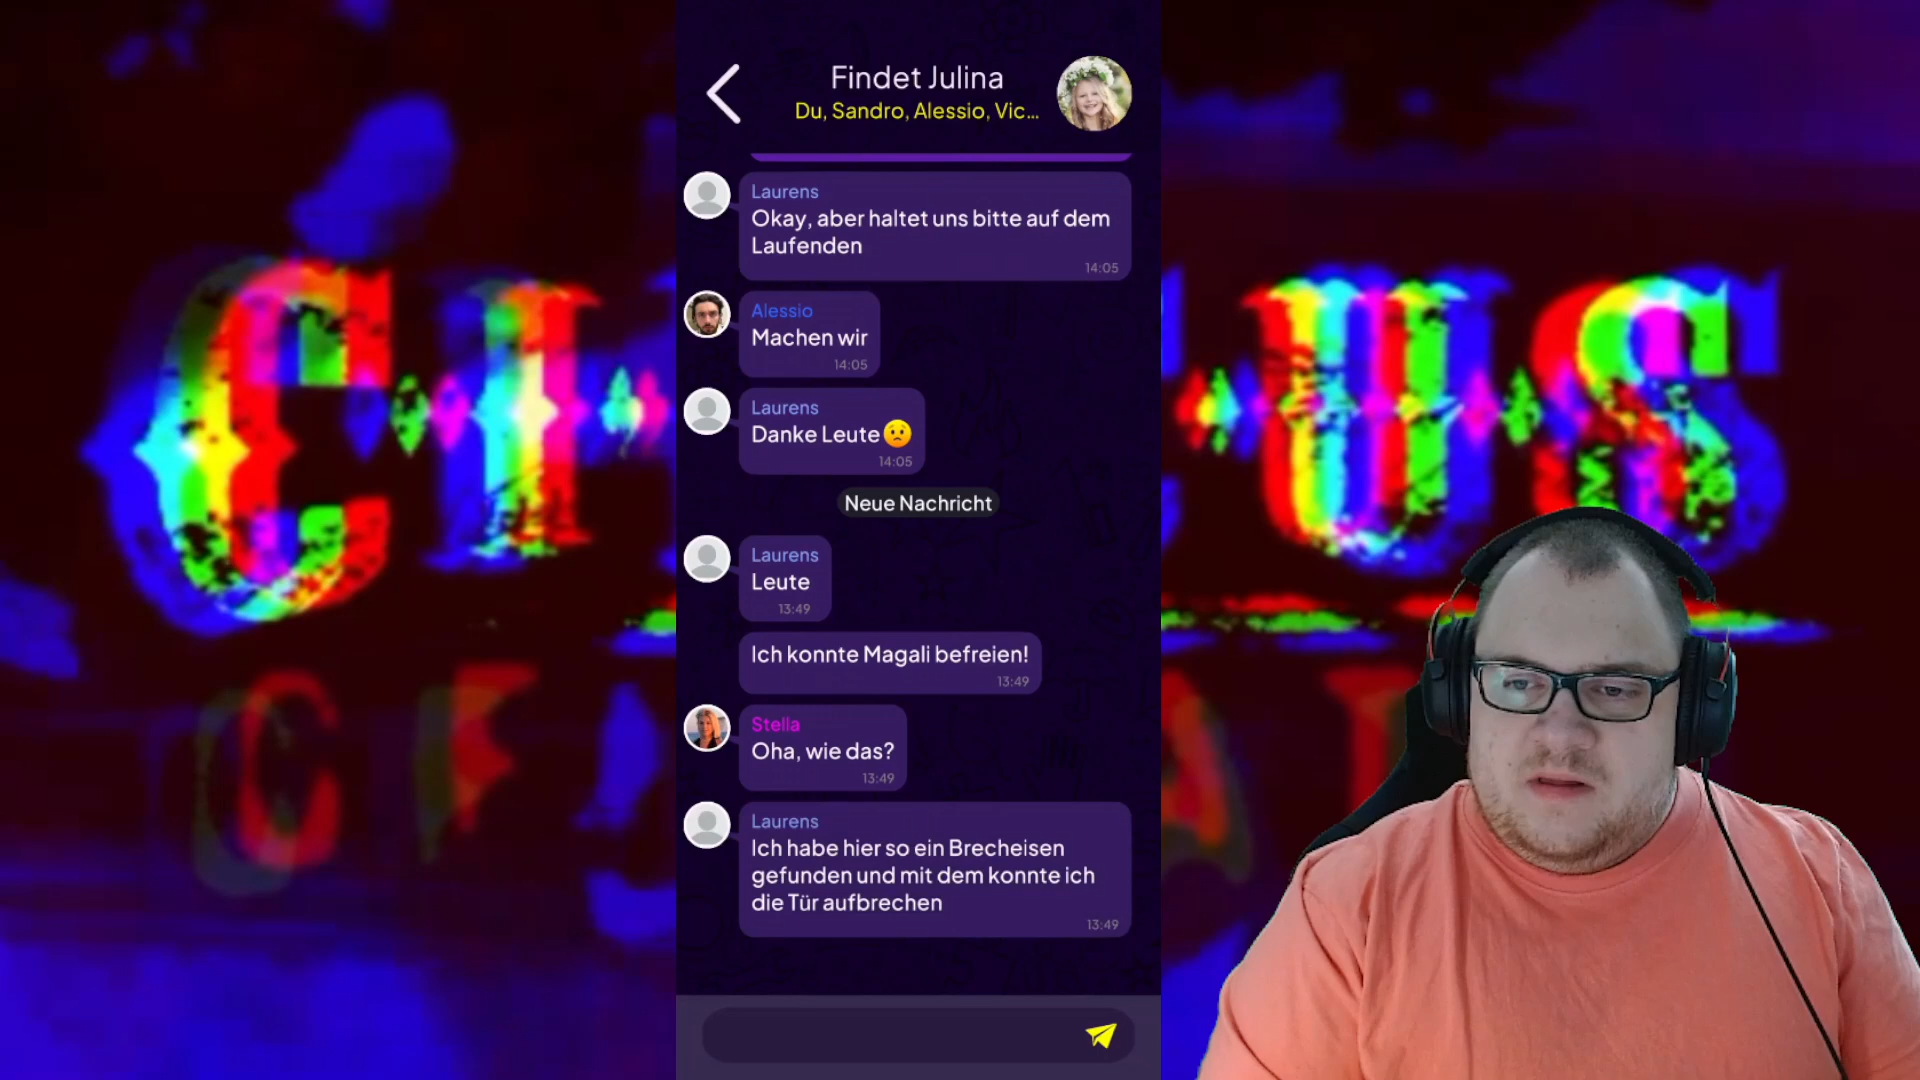 Findet Julina
Du, Sandro, Alessio, Vic...
Laurens
Okay, aber haltet uns bitte auf dem
Laufenden
14:05
Alessio
Machen wir
14:05
Laurens
Danke Leute😟
14:05
Neue Nachricht
Laurens
Leute
13:49
Ich konnte Magali befreien!
13:49
Stella
Oha, wie das?
13:49
Laurens
Ich habe hier so ein Brecheisen
gefunden und mit dem konnte ich
die Tür aufbrechen
13:49